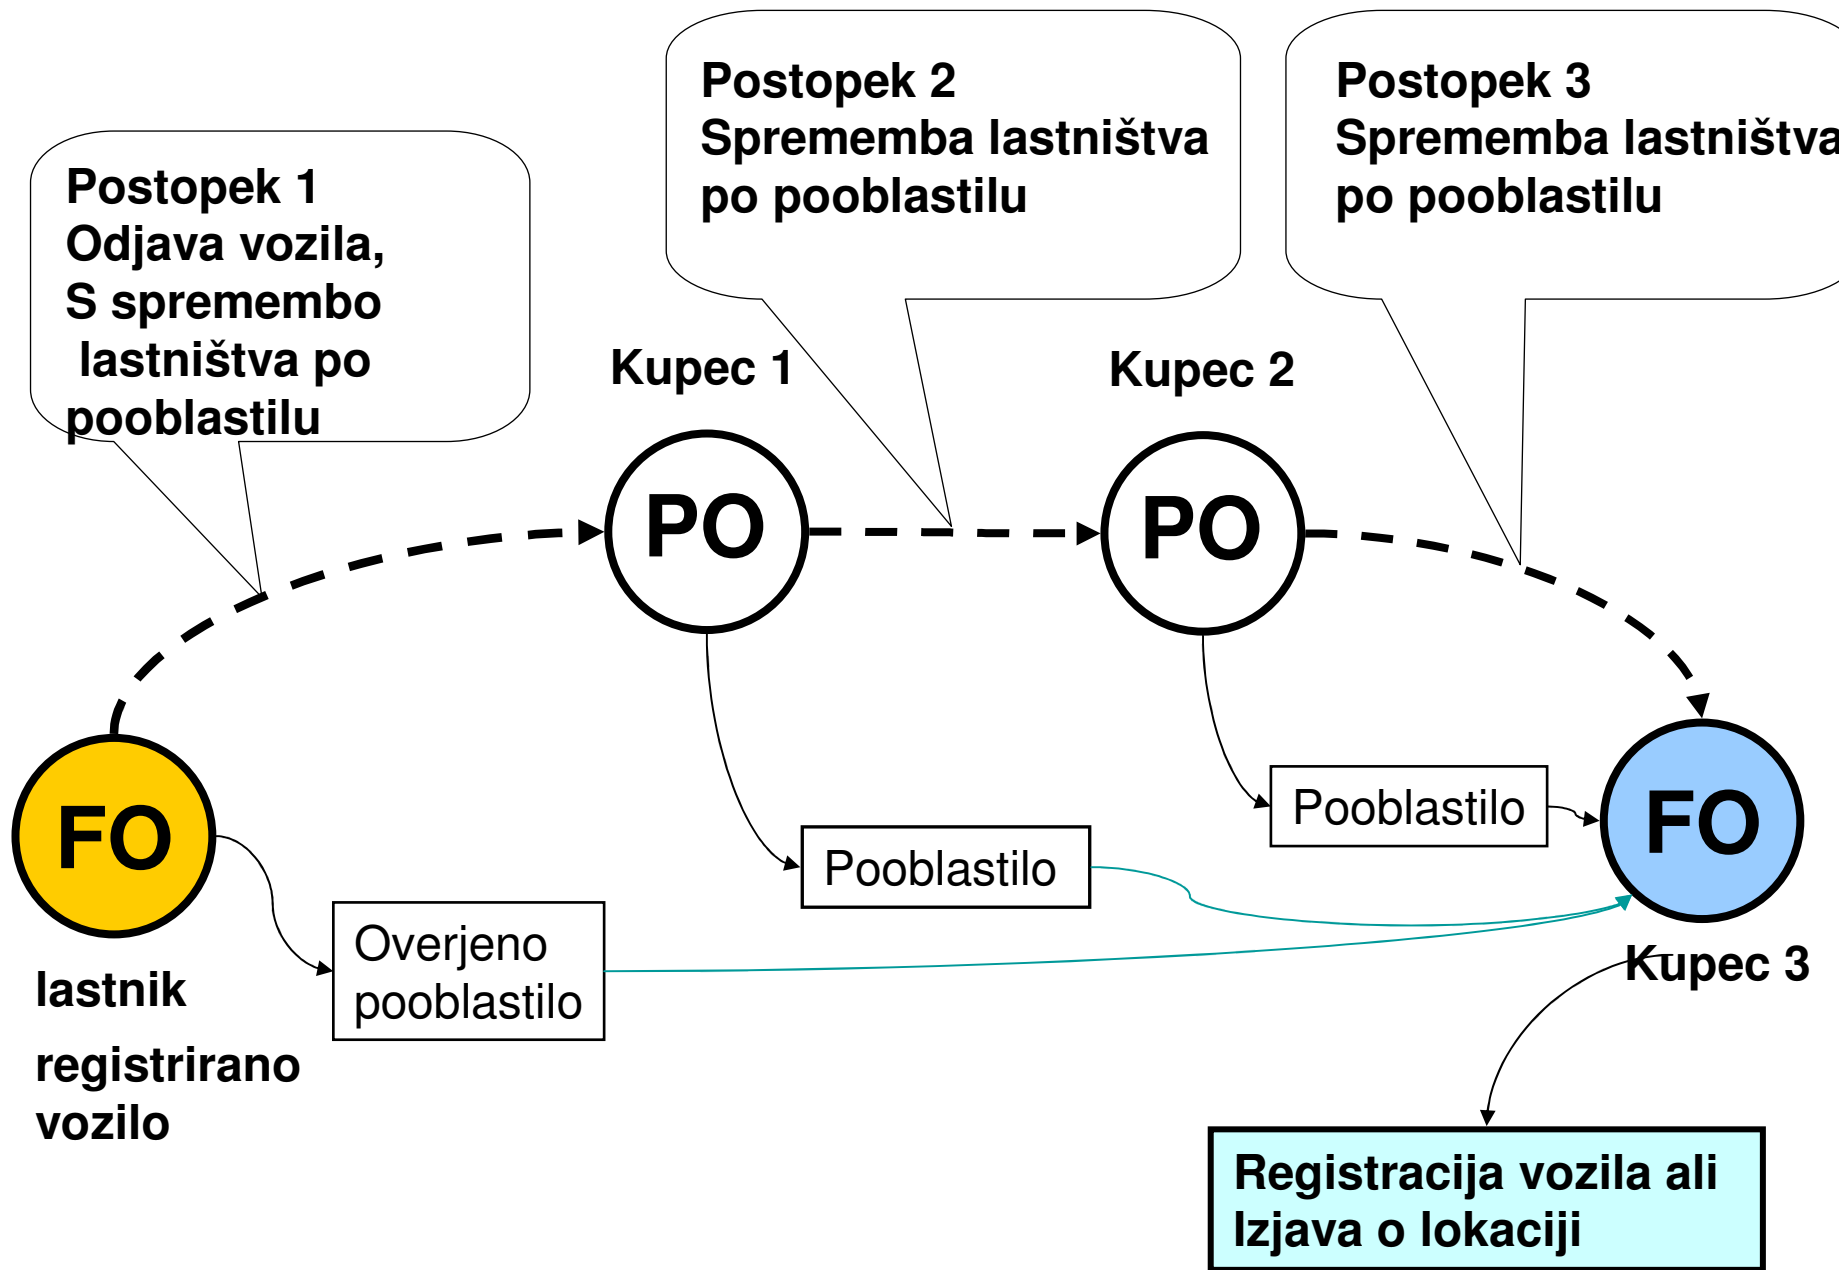 Postopek 1
Odjava vozila,
S spremembo
lastništva po
pooblastilu
Postopek 2
Sprememba lastništva
po pooblastilu
Postopek 3
Sprememba lastništva
po pooblastilu
Kupec 1
Kupec 2
PO
PO
FO
FO
Pooblastilo
Pooblastilo
Overjeno
pooblastilo
lastnik
registrirano
vozilo
Kupec 3
Registracija vozila ali
Izjava o lokaciji